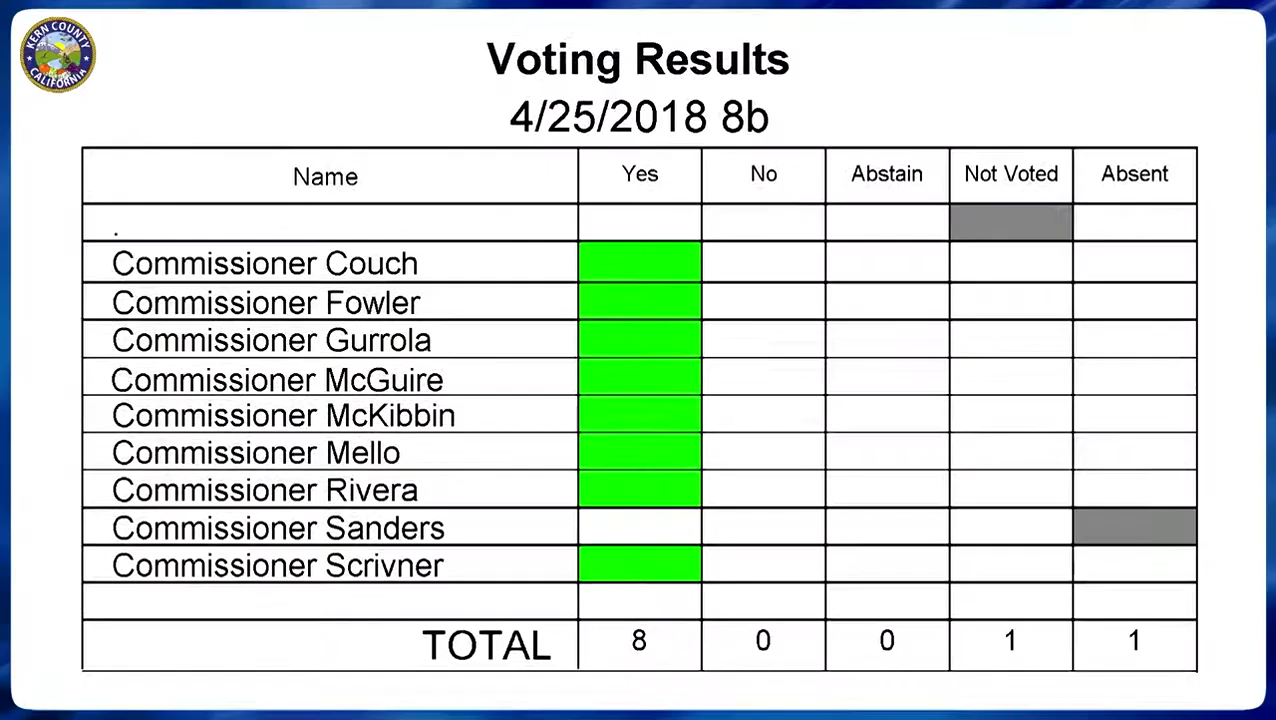 KERN COUNTY
CALIFORNIA
Voting Results
4/25/2018 8b
Name Yes No Abstain Not Voted Absent
.
Commissioner Couch
Commissioner Fowler
Commissioner Gurrola
Commissioner McGuire
Commissioner McKibbin
Commissioner Mello
Commissioner Rivera
Commissioner Sanders
Commissioner Scrivner
TOTAL 8 0 0 1 1